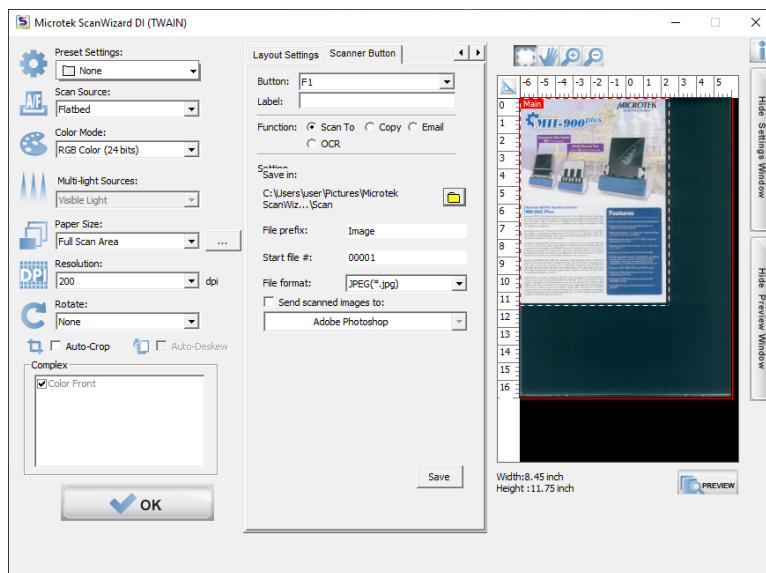 Microtek ScanWizard DI (TWAIN)
Preset Settings:
None
Scan Source:
A/F
Flatbed
Color Mode:
RGB Color (24 bits)
Multi-light Sources:
Visible Light
Paper Size:
Full Scan Area
...
Resolution:
DPI
200
dpi
Rotate:
None
Auto-Crop
Auto-Deskew
Complex
Color Front
OK
Layout Settings
Scanner Button
Button:
F1
Label:
Function:
Scan To
Copy
Email
OCR
Setting
Save in:
C:\Users\user\Pictures\Microtek
ScanWiz...\Scan
File prefix:
Image
Start file #:
00001
File format:
JPEG(*.jpg)
Send scanned images to:
Adobe Photoshop
Save
-6 -5 -4 -3 -2 -1 0 1 2 3 4 5
0
1
2
3
4
5
6
7
8
9
10
11
12
13
14
15
16
Main
MICROTEK
MII-900 plus
MII-900 Plus
Features
Width:8.45 inch
Height :11.75 inch
PREVIEW
Hide Settings Window
Hide Preview Window